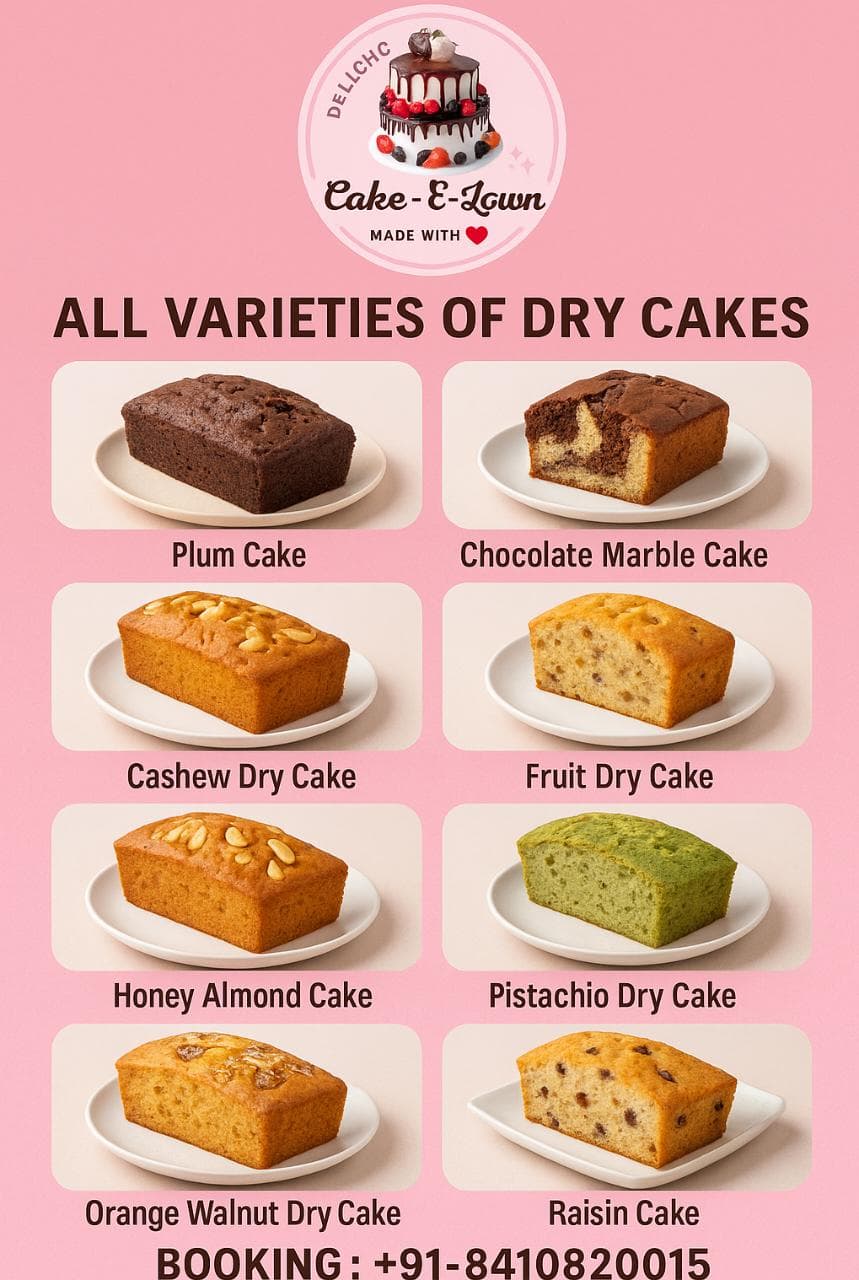 DELLCHC
Cake-E-Lown
MADE WITH
ALL VARIETIES OF DRY CAKES
Plum Cake
Chocolate Marble Cake
Cashew Dry Cake
Fruit Dry Cake
Honey Almond Cake
Pistachio Dry Cake
Orange Walnut Dry Cake
Raisin Cake
BOOKING: +91-8410820015